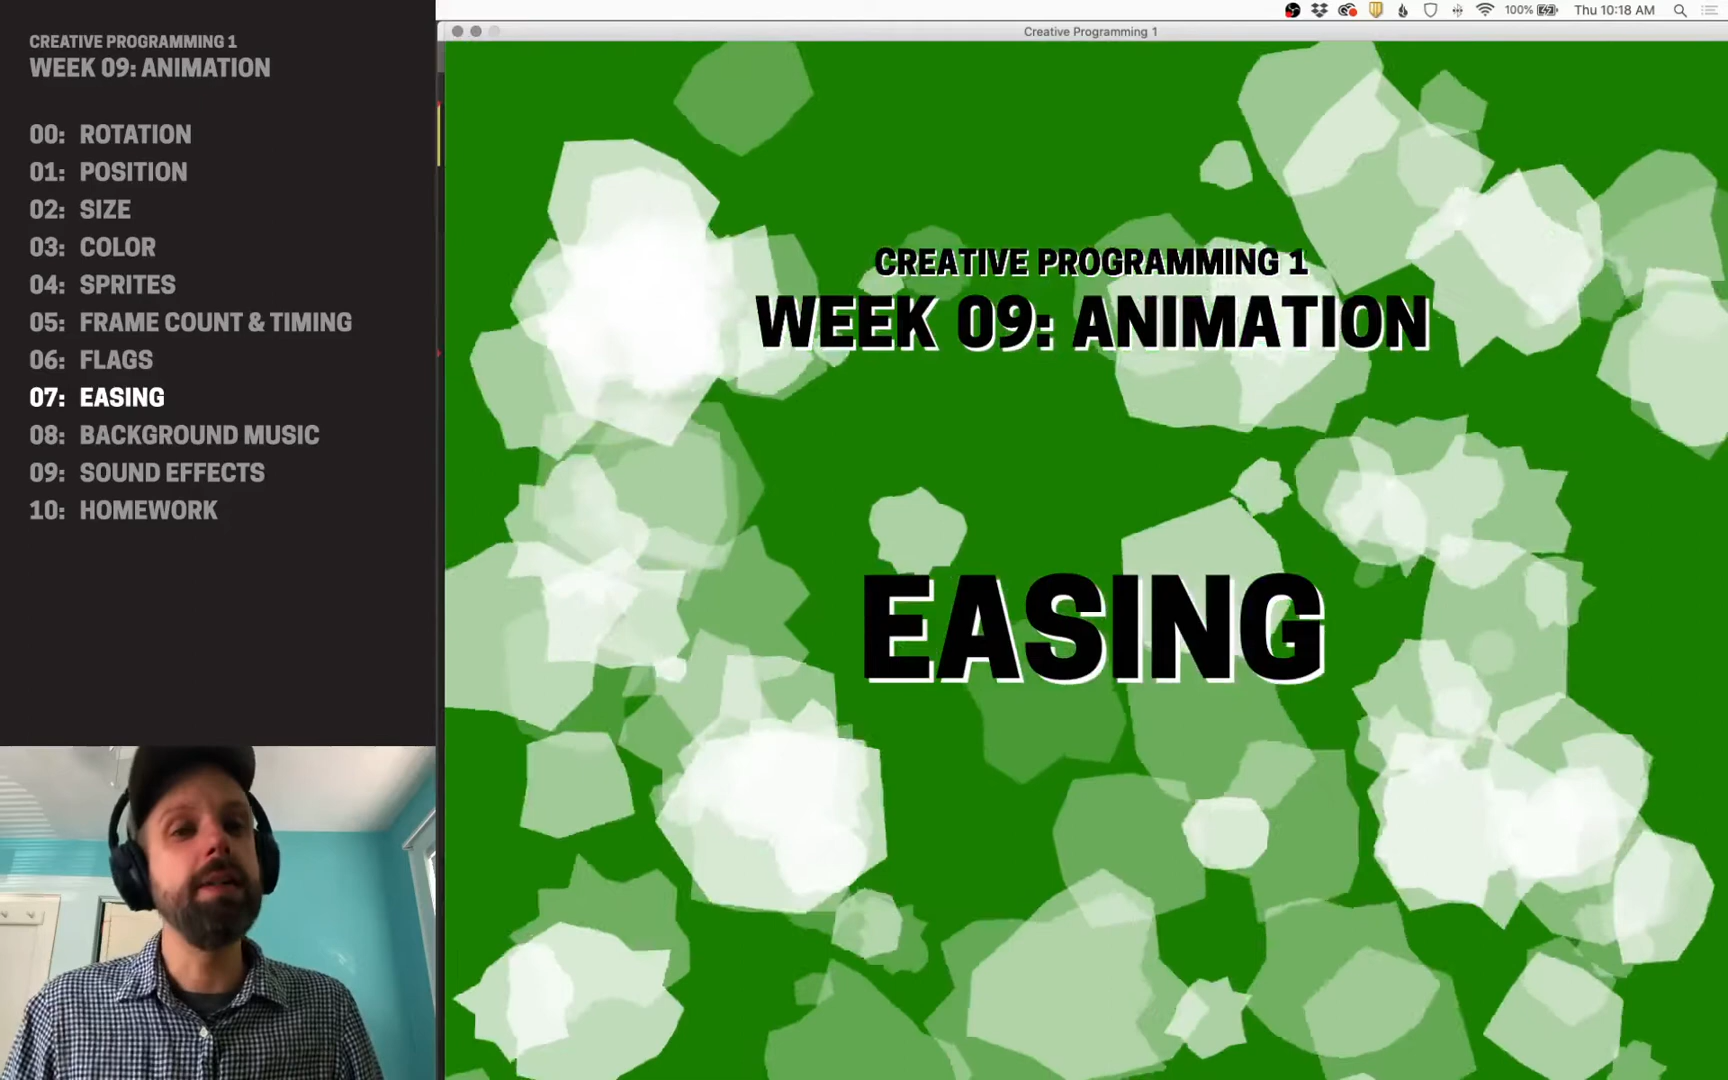 100%
Thu 10:18 AM
Creative Programming 1
CREATIVE PROGRAMMING 1
WEEK 09: ANIMATION
00: ROTATION
01: POSITION
02: SIZE
03: COLOR
04: SPRITES
05: FRAME COUNT & TIMING
06: FLAGS
07: EASING
08: BACKGROUND MUSIC
09: SOUND EFFECTS
10: HOMEWORK
CREATIVE PROGRAMMING 1
WEEK 09: ANIMATION
EASING